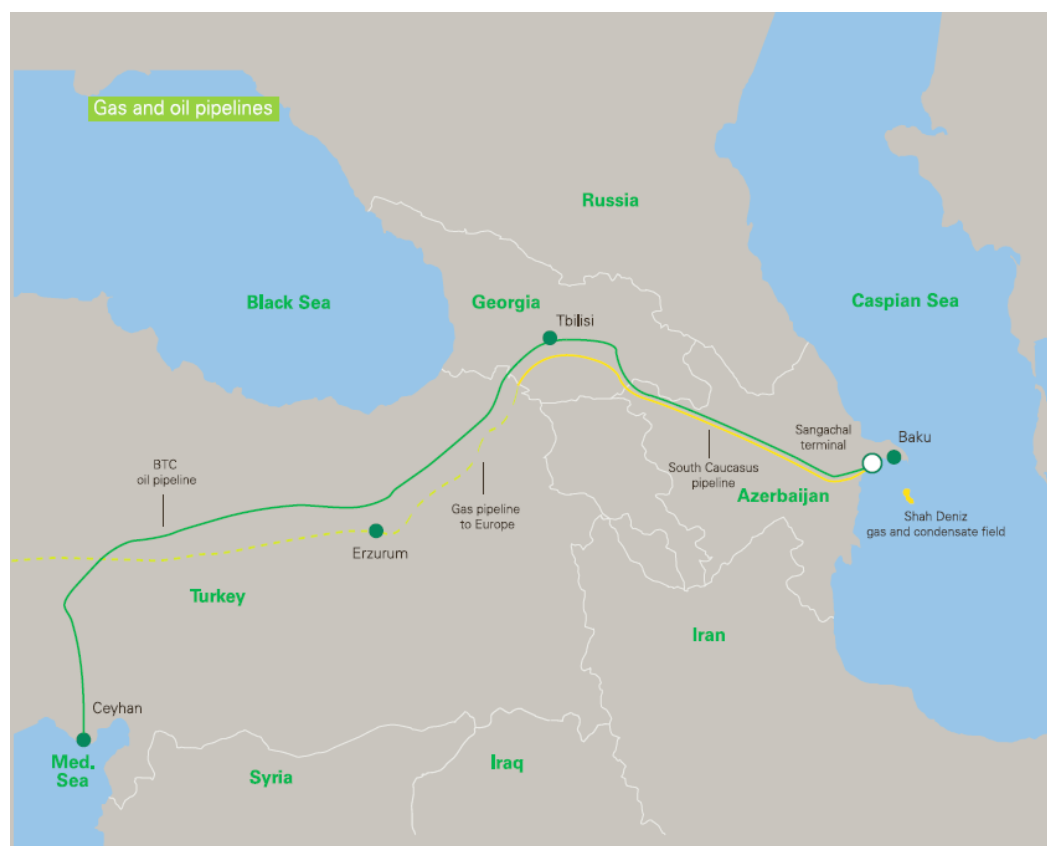 Gas and oil pipelines
Russia
Black Sea
Georgia
Caspian Sea
Tbilisi
Sangachal
terminal
Baku
BTC
oil pipeline
South Caucasus
pipeline
Azerbaijan
Gas pipeline
to Europe
Shah Deniz
gas and condensate field
Erzurum
Turkey
Iran
Ceyhan
Med.
Sea
Syria
Iraq